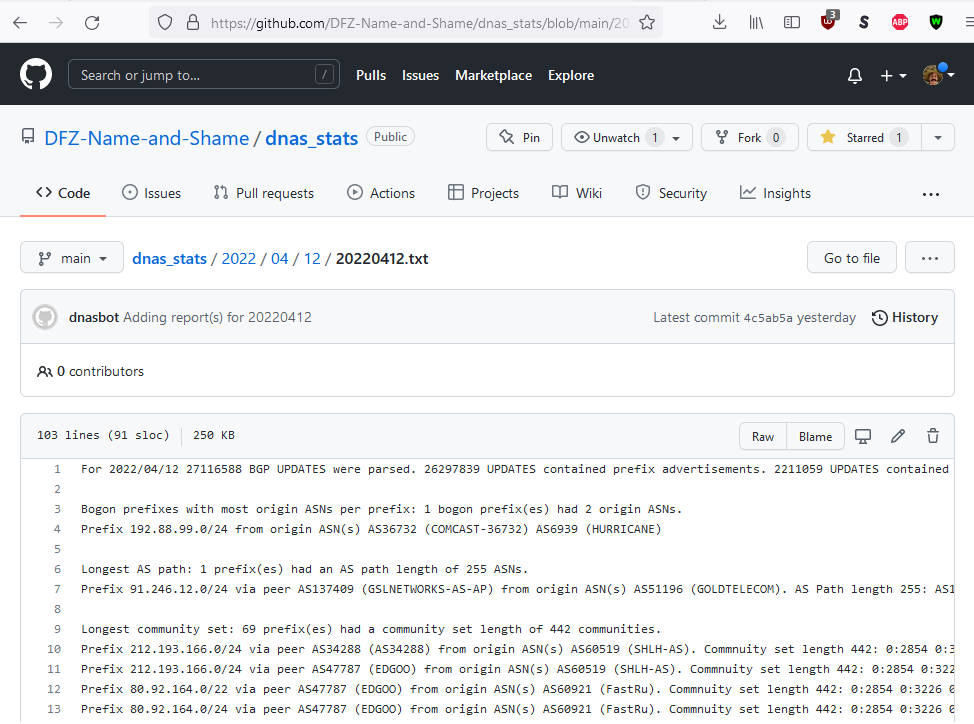 https://github.com/DFZ-Name-and-Shame/dnas_stats/blob/main/20
3
S
ABP
W
Search or jump to...
/
Pulls Issues Marketplace Explore
DFZ-Name-and-Shame / dnas_stats Public
Pin
Unwatch 1
Fork 0
Starred 1
Code Issues Pull requests Actions Projects Wiki Security Insights
main
dnas_stats / 2022 / 04 / 12 / 20220412.txt
Go to file
dnasbot Adding report(s) for 20220412
Latest commit 4c5ab5a yesterday History
0 contributors
103 lines (91 sloc) 250 KB
Raw Blame
1 For 2022/04/12 27116588 BGP UPDATES were parsed. 26297839 UPDATES contained prefix advertisements. 2211059 UPDATES contained
2
3 Bogon prefixes with most origin ASNs per prefix: 1 bogon prefix(es) had 2 origin ASNs.
4 Prefix 192.88.99.0/24 from origin ASN(s) AS36732 (COMCAST-36732) AS6939 (HURRICANE)
5
6 Longest AS path: 1 prefix(es) had an AS path length of 255 ASNs.
7 Prefix 91.246.12.0/24 via peer AS137409 (GSLNETWORKS-AS-AP) from origin ASN(s) AS51196 (GOLDTELECOM). AS Path length 255: AS1
8
9 Longest community set: 69 prefix(es) had a community set length of 442 communities.
10 Prefix 212.193.166.0/24 via peer AS34288 (AS34288) from origin ASN(s) AS60519 (SHLH-AS). Commnuity set length 442: 0:2854 0:3
11 Prefix 212.193.166.0/24 via peer AS47787 (EDGOO) from origin ASN(s) AS60519 (SHLH-AS). Commnuity set length 442: 0:2854 0:322
12 Prefix 80.92.164.0/22 via peer AS47787 (EDGOO) from origin ASN(s) AS60921 (FastRu). Commnuity set length 442: 0:2854 0:3226 0
13 Prefix 80.92.164.0/24 via peer AS47787 (EDGOO) from origin ASN(s) AS60921 (FastRu). Commnuity set length 442: 0:2854 0:3226 0